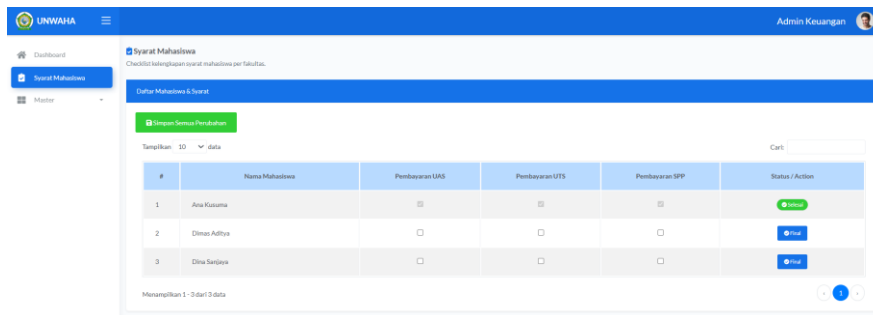 UNWAHA
Admin Keuangan
Dashboard
Syarat Mahasiswa
Master
Syarat Mahasiswa
Checklist kelengkapan syarat mahasiswa per fakultas.
Daftar Mahasiswa & Syarat
Simpan Semua Perubahan
Tampilkan 10 data
Cari:
# Nama Mahasiswa Pembayaran UAS Pembayaran UTS Pembayaran SPP Status / Action
1 Ana Kusuma Selesai
2 Dimas Aditya Final
3 Dina Sanjaya Final
Menampilkan 1 - 3 dari 3 data
‹ 1 ›